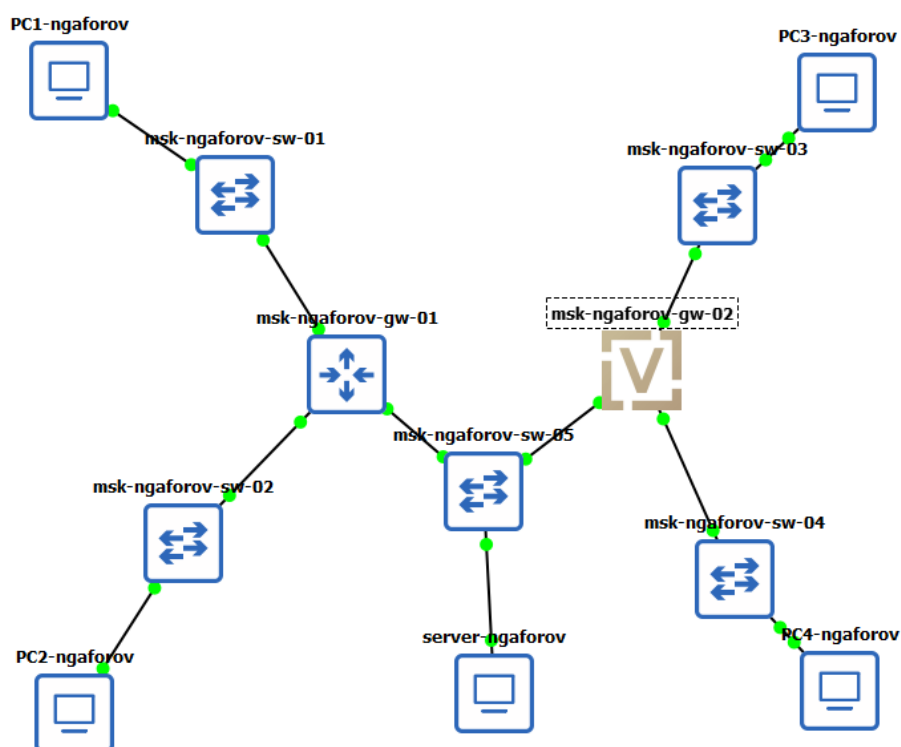 PC1-ngaforov
PC3-ngaforov
msk-ngaforov-sw-01
msk-ngaforov-sw-03
msk-ngaforov-gw-01
msk-ngaforov-gw-02
V
msk-ngaforov-sw-05
msk-ngaforov-sw-02
msk-ngaforov-sw-04
server-ngaforov
PC4-ngaforov
PC2-ngaforov